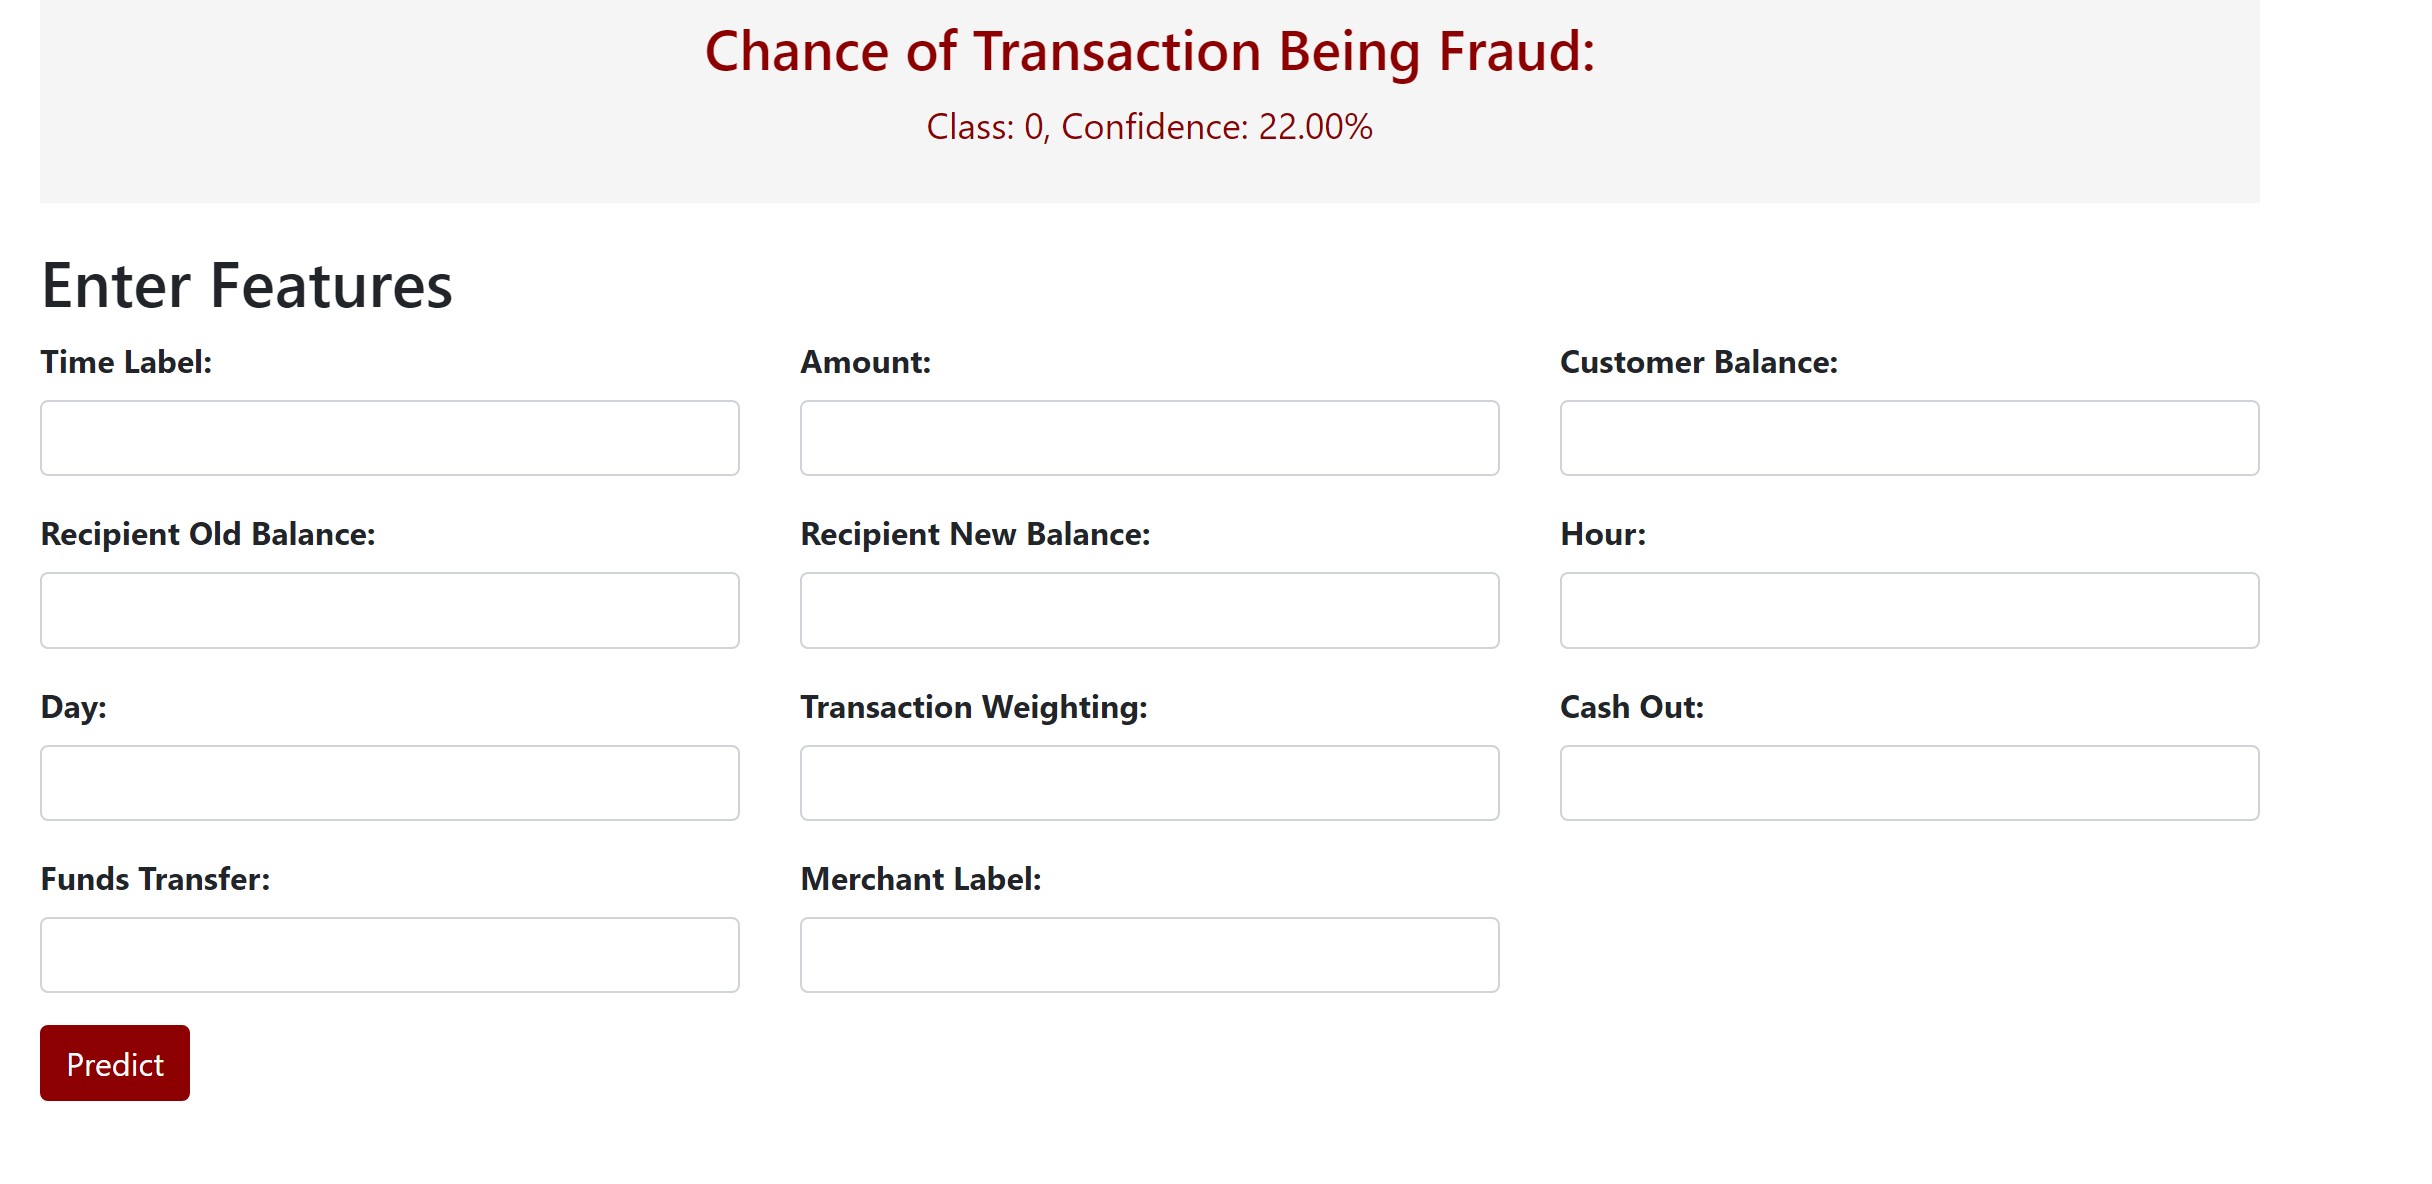 Chance of Transaction Being Fraud:
Class: 0, Confidence: 22.00%
Enter Features
Time Label:
Amount:
Customer Balance:
Recipient Old Balance:
Recipient New Balance:
Hour:
Day:
Transaction Weighting:
Cash Out:
Funds Transfer:
Merchant Label:
Predict